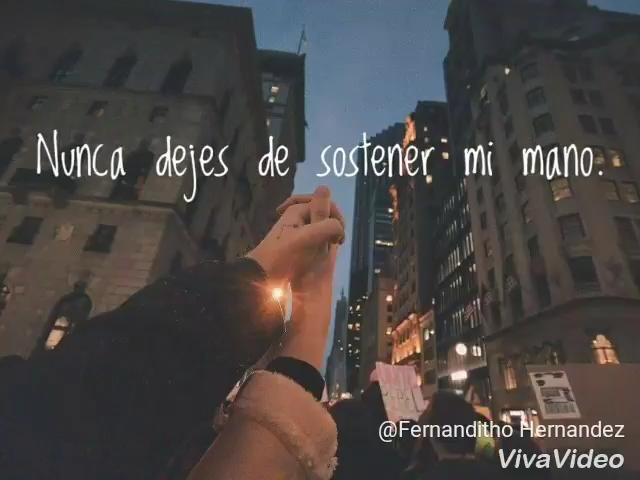 Nunca dejes de sostener mi mano.
@Fernanditho Hernandez
VivaVideo